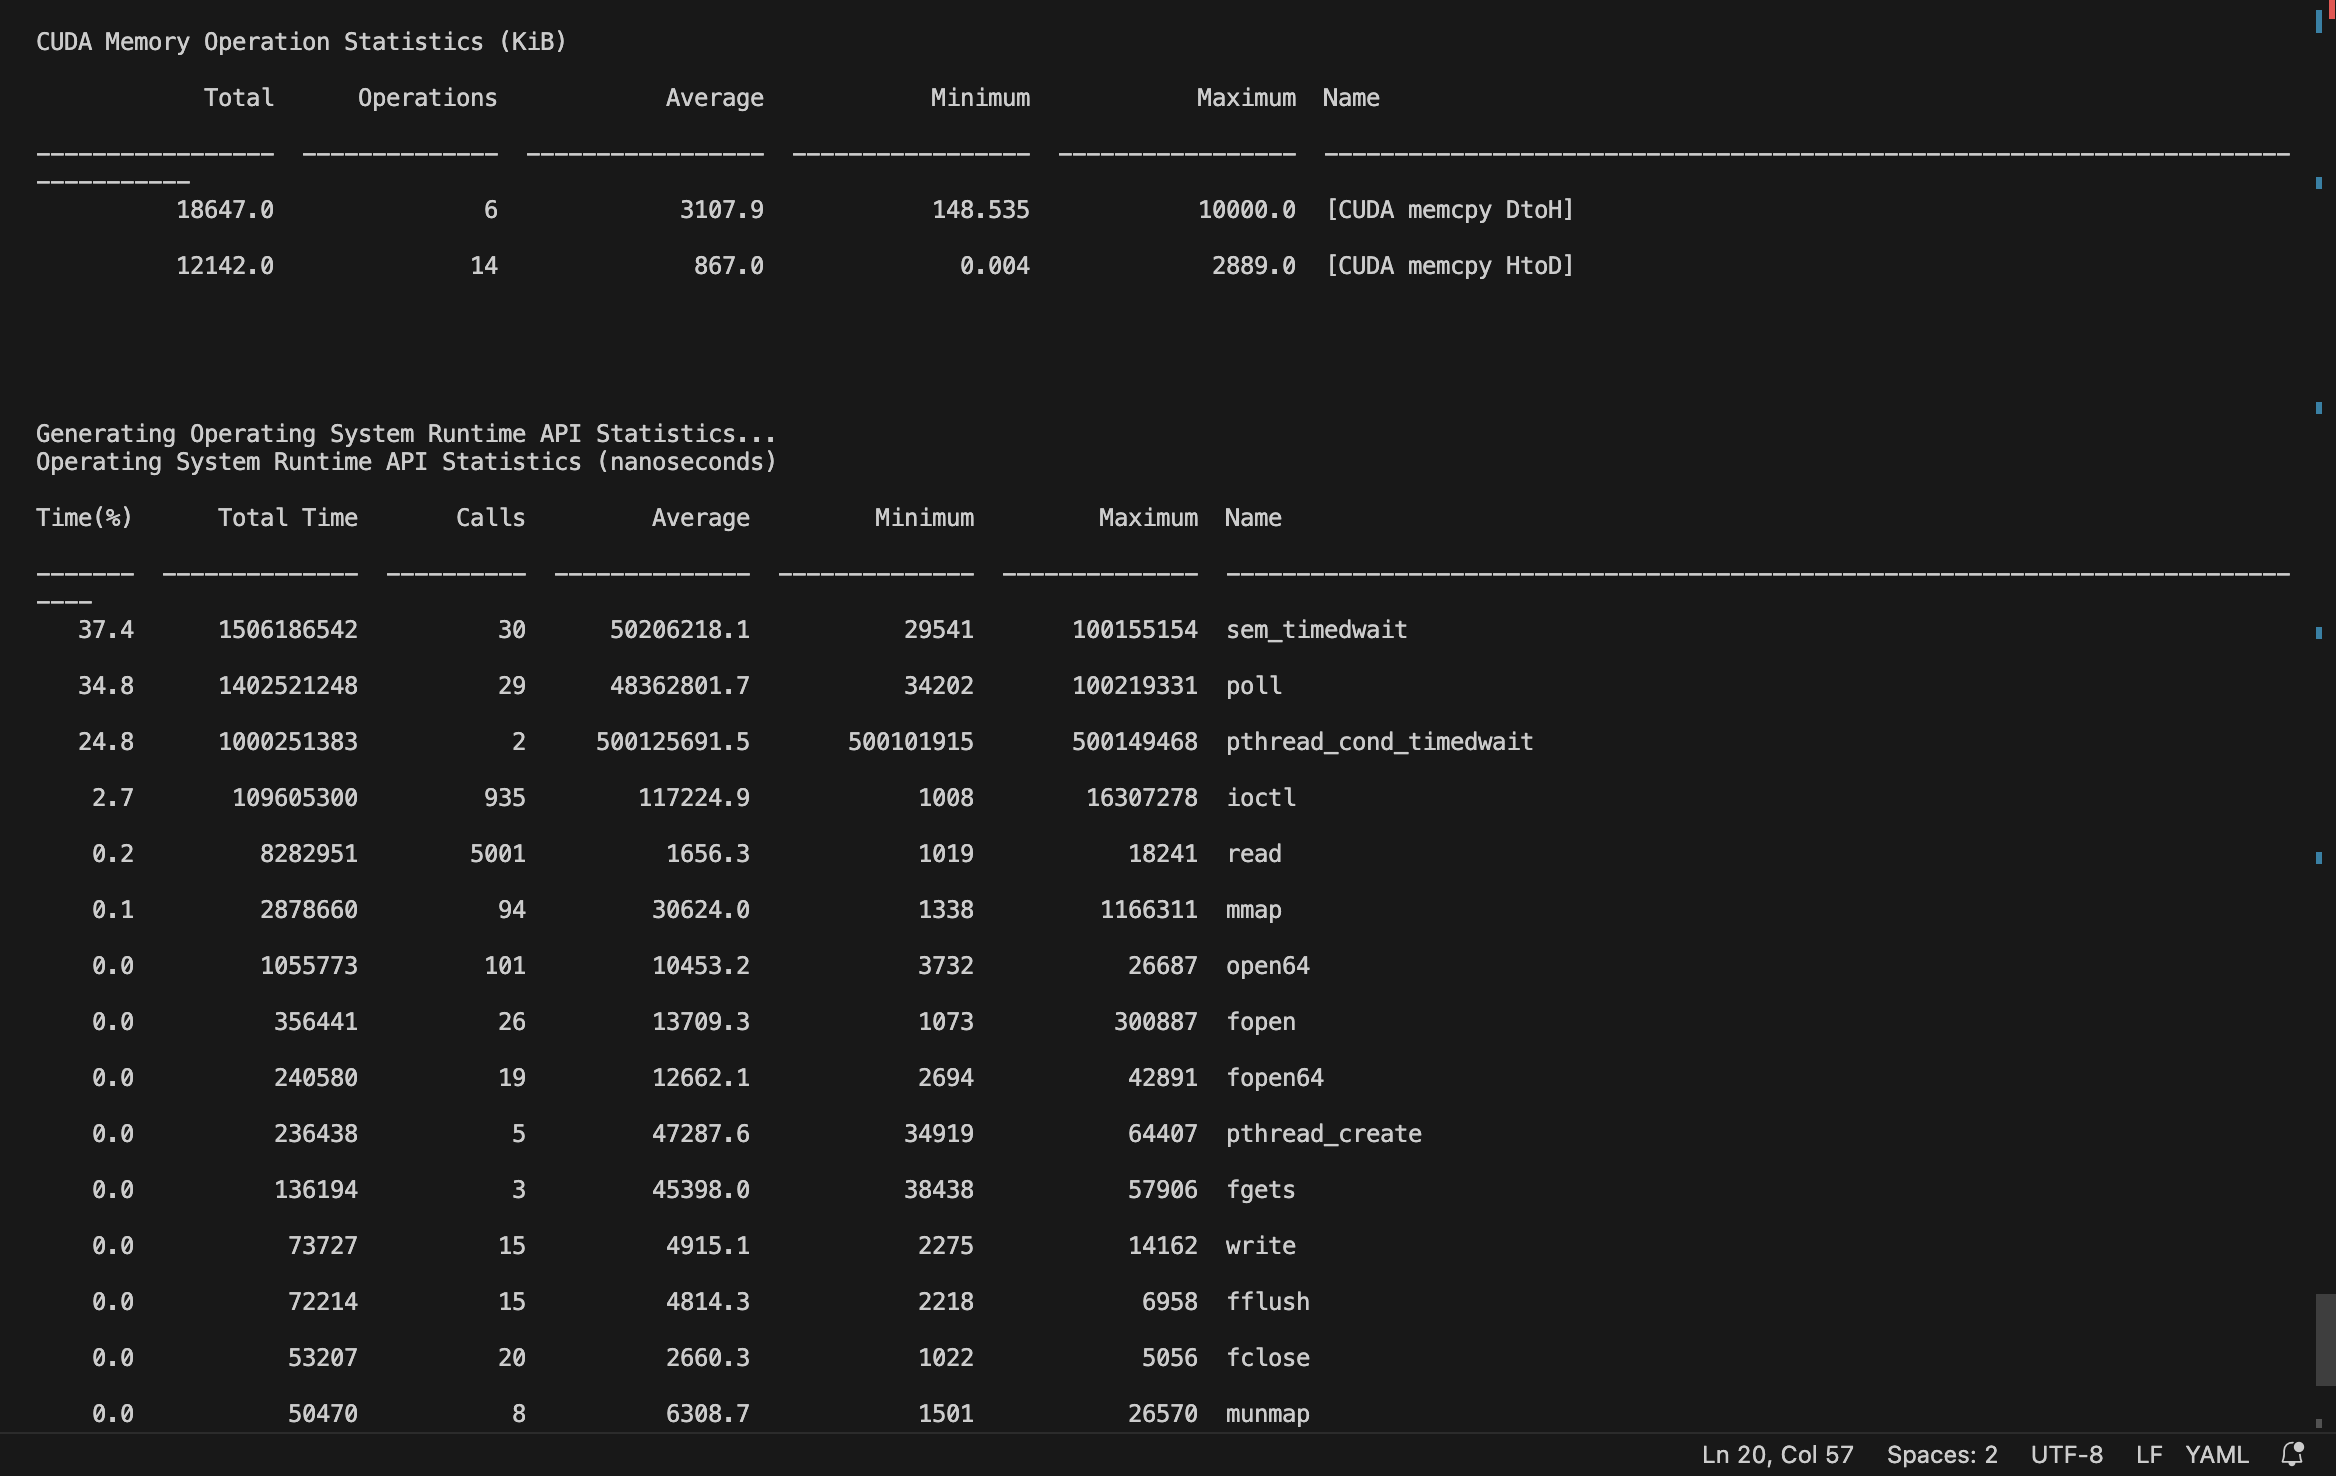 CUDA Memory Operation Statistics (KiB)
Total Operations Average Minimum Maximum Name
----------------- -------------- ----------------- ----------------- ----------------- ---------------------------------------------------------------------
-----------
18647.0 6 3107.9 148.535 10000.0 [CUDA memcpy DtoH]
12142.0 14 867.0 0.004 2889.0 [CUDA memcpy HtoD]
Generating Operating System Runtime API Statistics...
Operating System Runtime API Statistics (nanoseconds)
Time(%) Total Time Calls Average Minimum Maximum Name
------- -------------- ---------- -------------- -------------- -------------- ----------------------------------------------------------------------------
----
37.4 1506186542 30 50206218.1 29541 100155154 sem_timedwait
34.8 1402521248 29 48362801.7 34202 100219331 poll
24.8 1000251383 2 500125691.5 500101915 500149468 pthread_cond_timedwait
2.7 109605300 935 117224.9 1008 16307278 ioctl
0.2 8282951 5001 1656.3 1019 18241 read
0.1 2878660 94 30624.0 1338 1166311 mmap
0.0 1055773 101 10453.2 3732 26687 open64
0.0 356441 26 13709.3 1073 300887 fopen
0.0 240580 19 12662.1 2694 42891 fopen64
0.0 236438 5 47287.6 34919 64407 pthread_create
0.0 136194 3 45398.0 38438 57906 fgets
0.0 73727 15 4915.1 2275 14162 write
0.0 72214 15 4814.3 2218 6958 fflush
0.0 53207 20 2660.3 1022 5056 fclose
0.0 50470 8 6308.7 1501 26570 munmap
Ln 20, Col 57 Spaces: 2 UTF-8 LF YAML